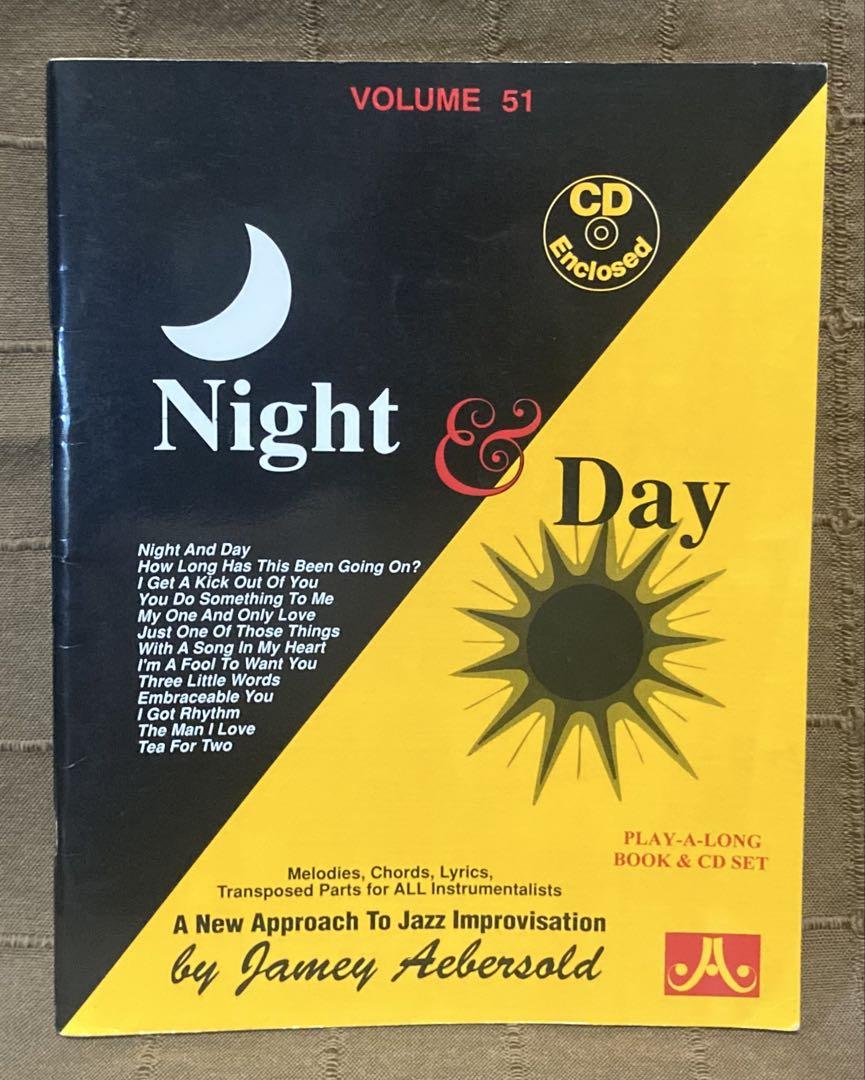 VOLUME 51
CD
Enclosed
Night
&
Day
Night And Day
How Long Has This Been Going On?
I Get A Kick Out Of You
You Do Something To Me
My One And Only Love
Just One Of Those Things
With A Song In My Heart
I'm A Fool To Want You
Three Little Words
Embraceable You
I Got Rhythm
The Man I Love
Tea For Two
PLAY-A-LONG
BOOK & CD SET
Melodies, Chords, Lyrics,
Transposed Parts for ALL Instrumentalists
A New Approach To Jazz Improvisation
by Jamey Aebersold
JA